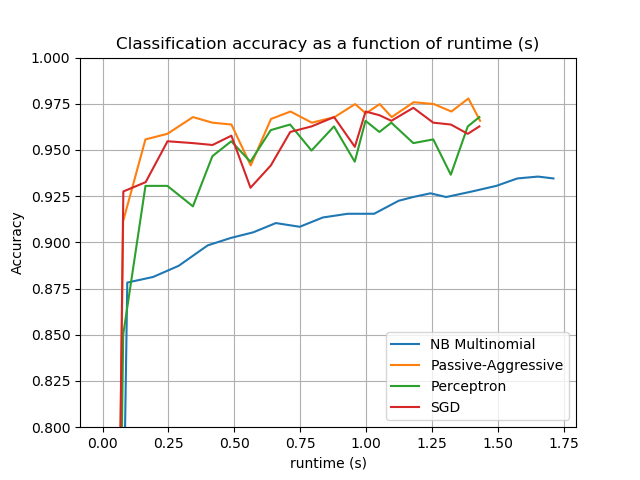 Classification accuracy as a function of runtime (s)
1.000
0.975
0.950
0.925
0.900
0.875
0.850
0.825
0.800
Accuracy
NB Multinomial
Passive-Aggressive
Perceptron
SGD
0.00 0.25 0.50 0.75 1.00 1.25 1.50 1.75
runtime (s)